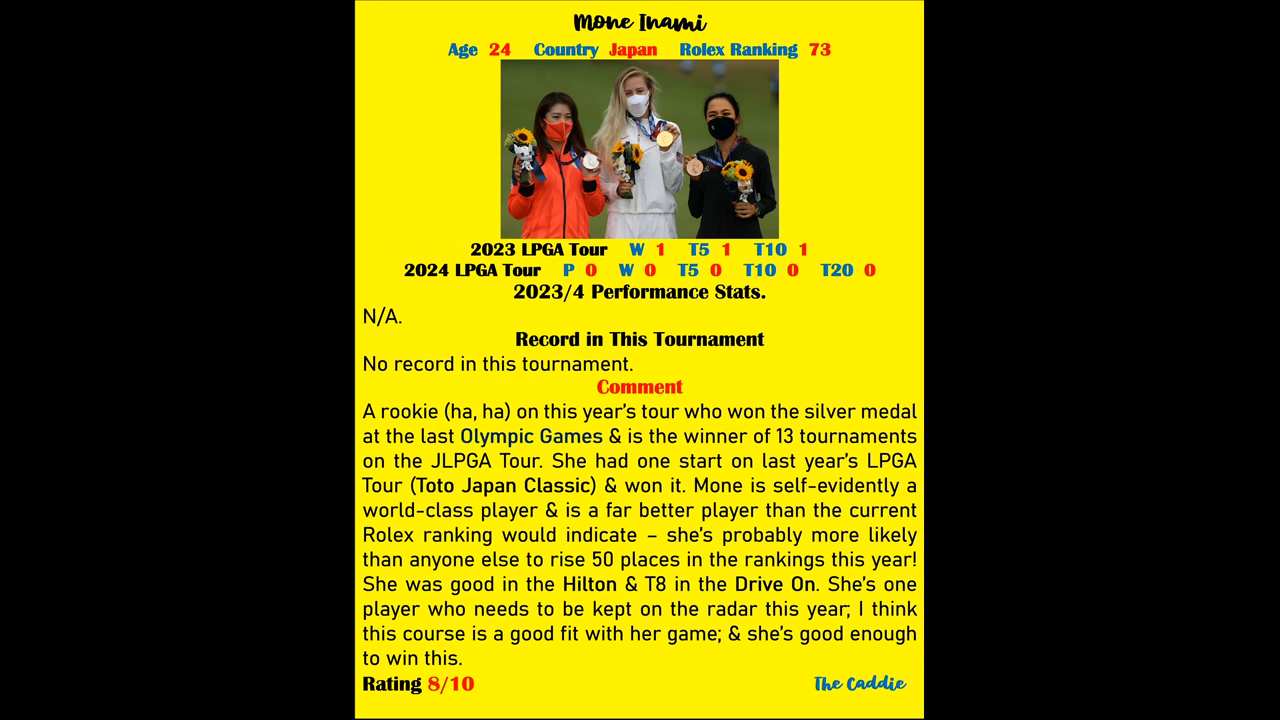 Mone Inami
Age 24 Country Japan Rolex Ranking 73
2023 LPGA Tour W 1 T5 1 T10 1
2024 LPGA Tour P 0 W 0 T5 0 T10 0 T20 0
2023/4 Performance Stats.
N/A.
Record in This Tournament
No record in this tournament.
Comment
A rookie (ha, ha) on this year's tour who won the silver medal
at the last Olympic Games & is the winner of 13 tournaments
on the JLPGA Tour. She had one start on last year's LPGA
Tour (Toto Japan Classic) & won it. Mone is self-evidently a
world-class player & is a far better player than the current
Rolex ranking would indicate – she's probably more likely
than anyone else to rise 50 places in the rankings this year!
She was good in the Hilton & T8 in the Drive On. She's one
player who needs to be kept on the radar this year; I think
this course is a good fit with her game; & she's good enough
to win this.
Rating 8/10 The Caddie